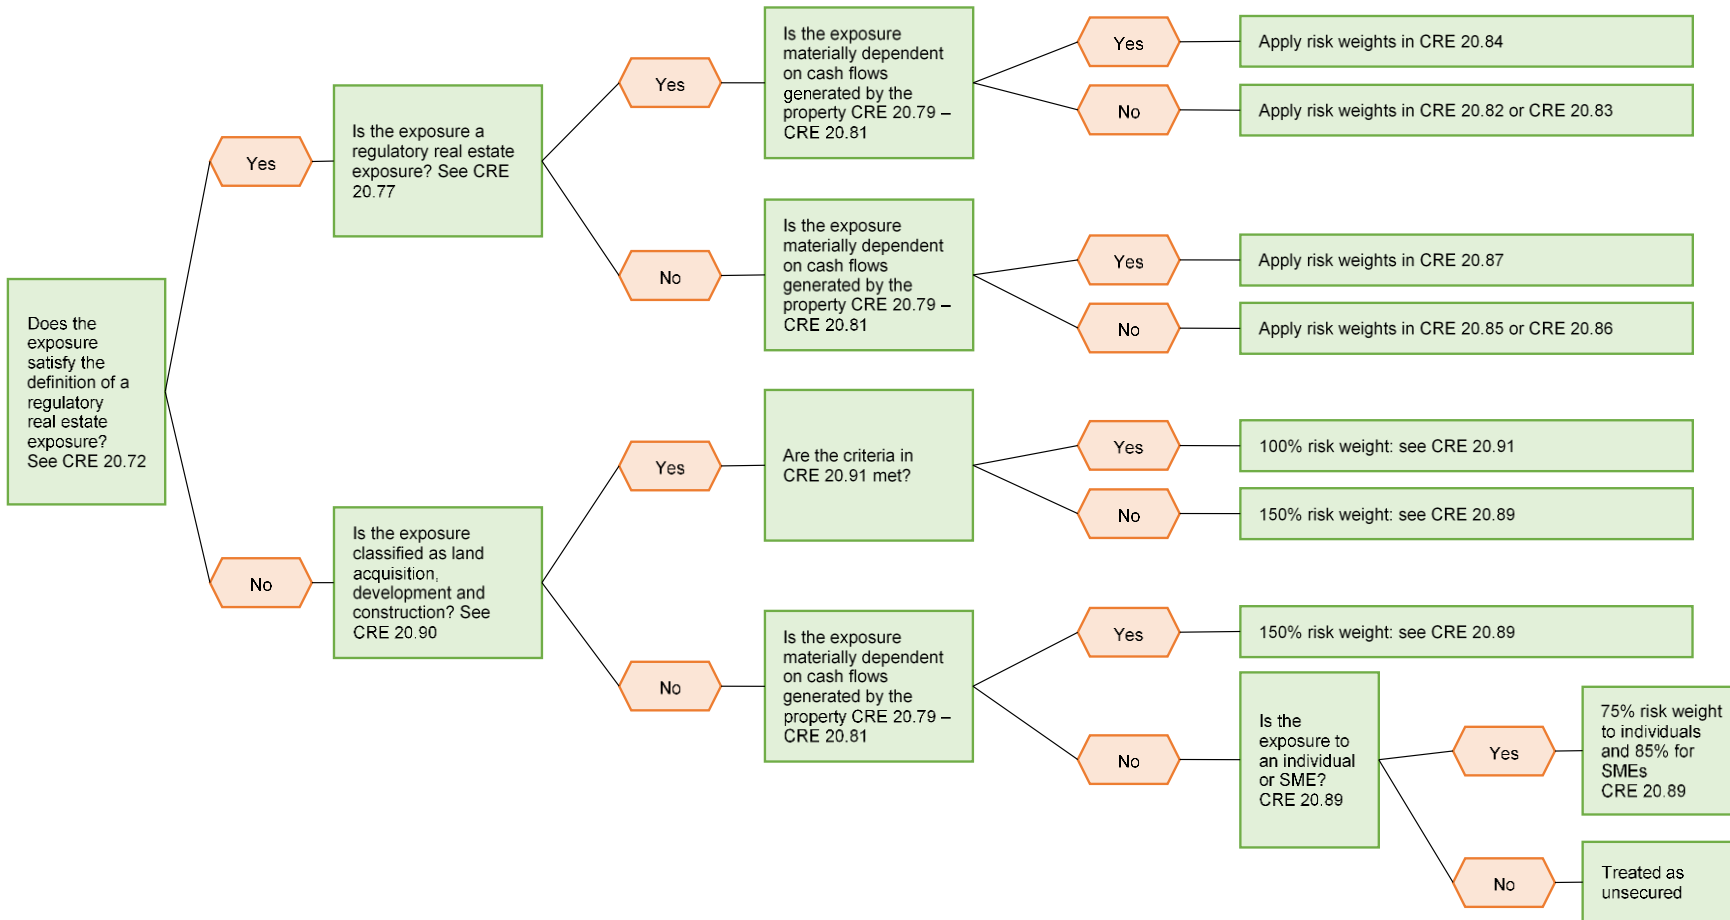 Does the
exposure
satisfy the
definition of a
regulatory
real estate
exposure?
See CRE 20.72
Yes
Is the exposure a
regulatory real estate
exposure? See CRE
20.77
Yes
Is the exposure
materially dependent
on cash flows
generated by the
property CRE 20.79 –
CRE 20.81
Yes
Apply risk weights in CRE 20.84
No
Apply risk weights in CRE 20.82 or CRE 20.83
No
Is the exposure
materially dependent
on cash flows
generated by the
property CRE 20.79 –
CRE 20.81
Yes
Apply risk weights in CRE 20.87
No
Apply risk weights in CRE 20.85 or CRE 20.86
No
Is the exposure
classified as land
acquisition,
development and
construction? See
CRE 20.90
Yes
Are the criteria in
CRE 20.91 met?
Yes
100% risk weight: see CRE 20.91
No
150% risk weight: see CRE 20.89
No
Is the exposure
materially dependent
on cash flows
generated by the
property CRE 20.79 –
CRE 20.81
Yes
150% risk weight: see CRE 20.89
No
Is the
exposure to
an individual
or SME?
CRE 20.89
Yes
75% risk weight
to individuals
and 85% for
SMEs
CRE 20.89
No
Treated as
unsecured